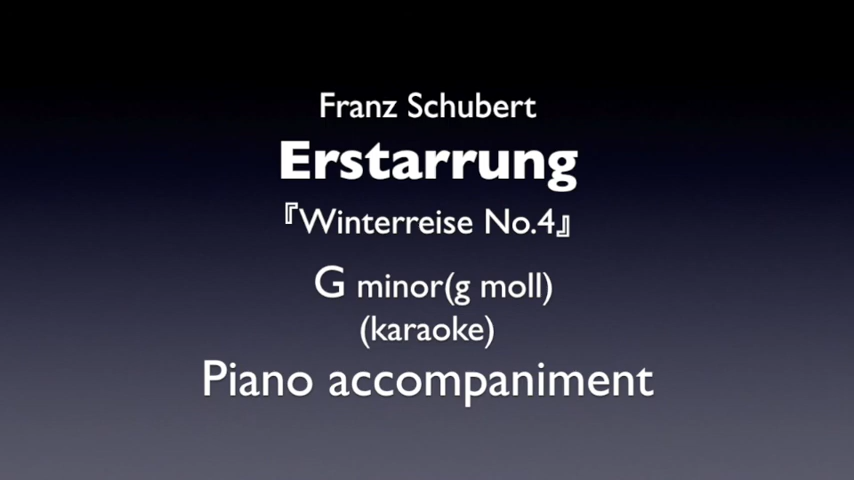 Franz Schubert
Erstarrung
『Winterreise No.4』
G minor(g moll)
(karaoke)
Piano accompaniment